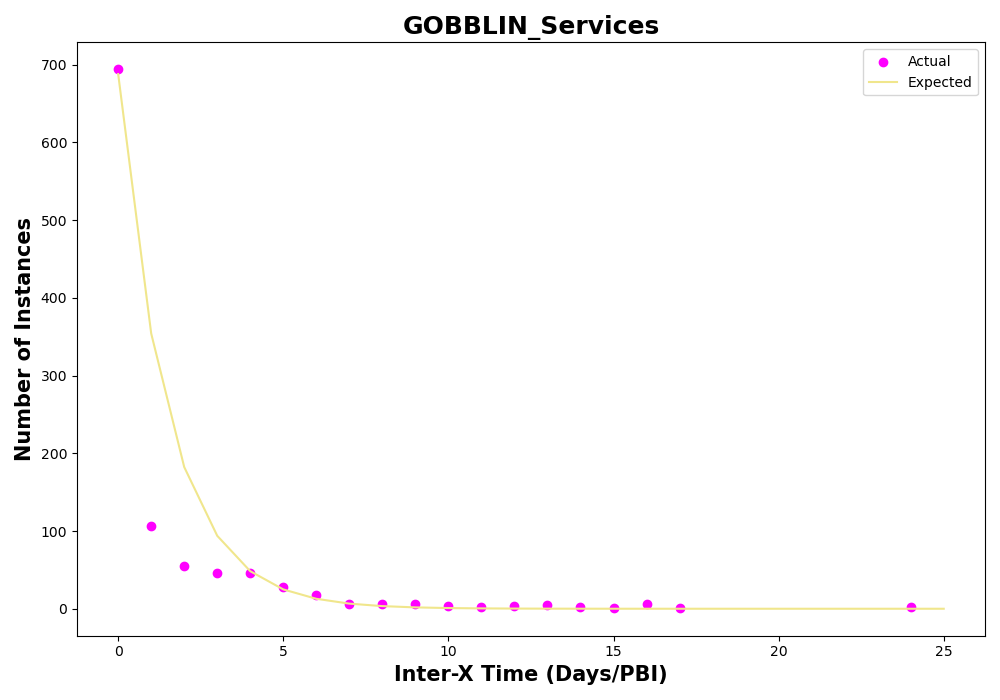 GOBBLIN_Services
Actual
Expected
700
600
500
400
300
200
100
0
Number of Instances
0 5 10 15 20 25
Inter-X Time (Days/PBI)